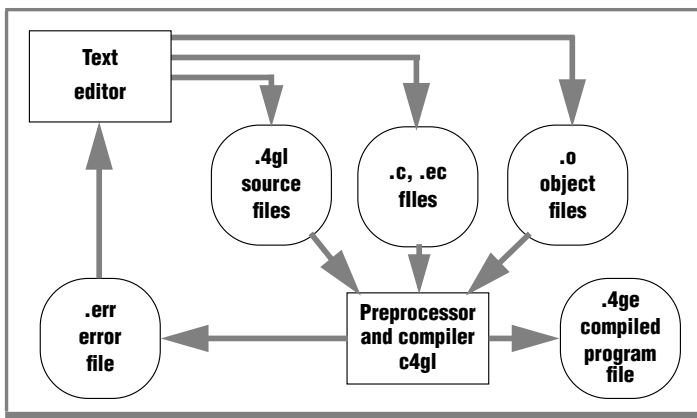 Text
editor
.4gl
source
files
.c, .ec
fIles
.o
object
files
.err
error
file
Preprocessor
and compiler
c4gl
.4ge
compiled
program
file